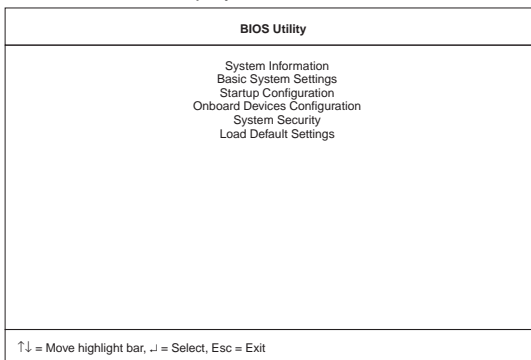 BIOS Utility
System Information
Basic System Settings
Startup Configuration
Onboard Devices Configuration
System Security
Load Default Settings
↑↓ = Move highlight bar, ↵ = Select, Esc = Exit